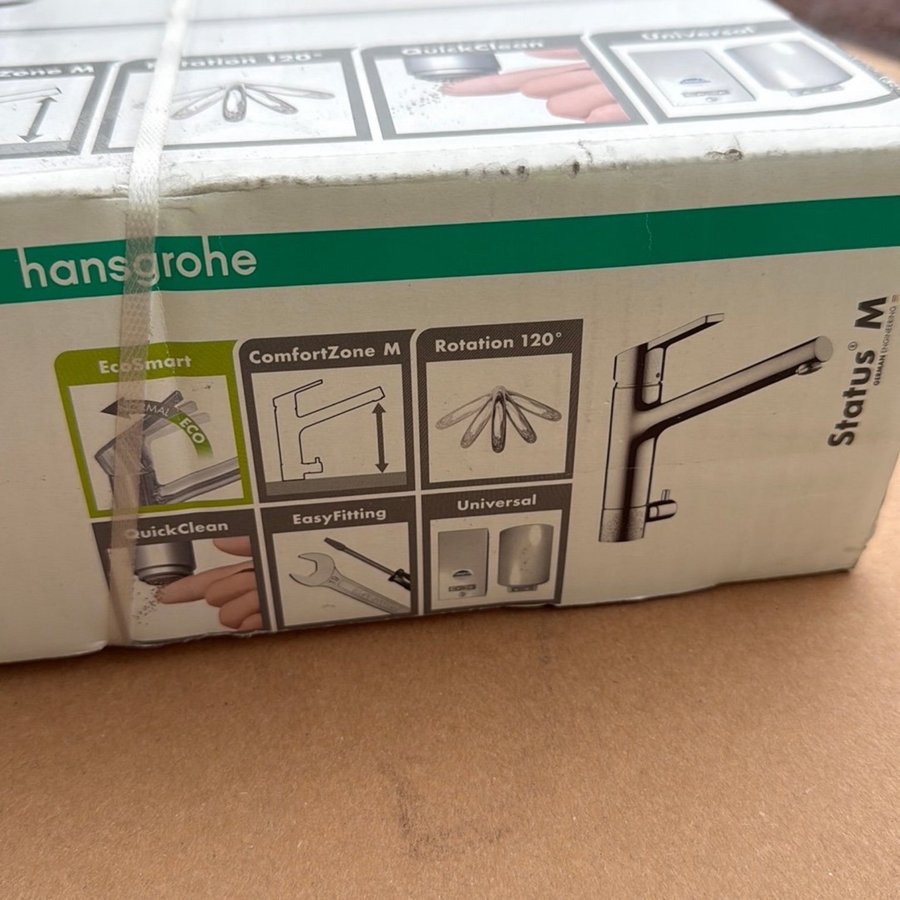 Zone M
Rotation 120°
QuickClean
Universal
hansgrohe
EcoSmart
ComfortZone M
Rotation 120°
ECO
QuickClean
EasyFitting
Universal
Status® M
GERMAN ENGINEERING